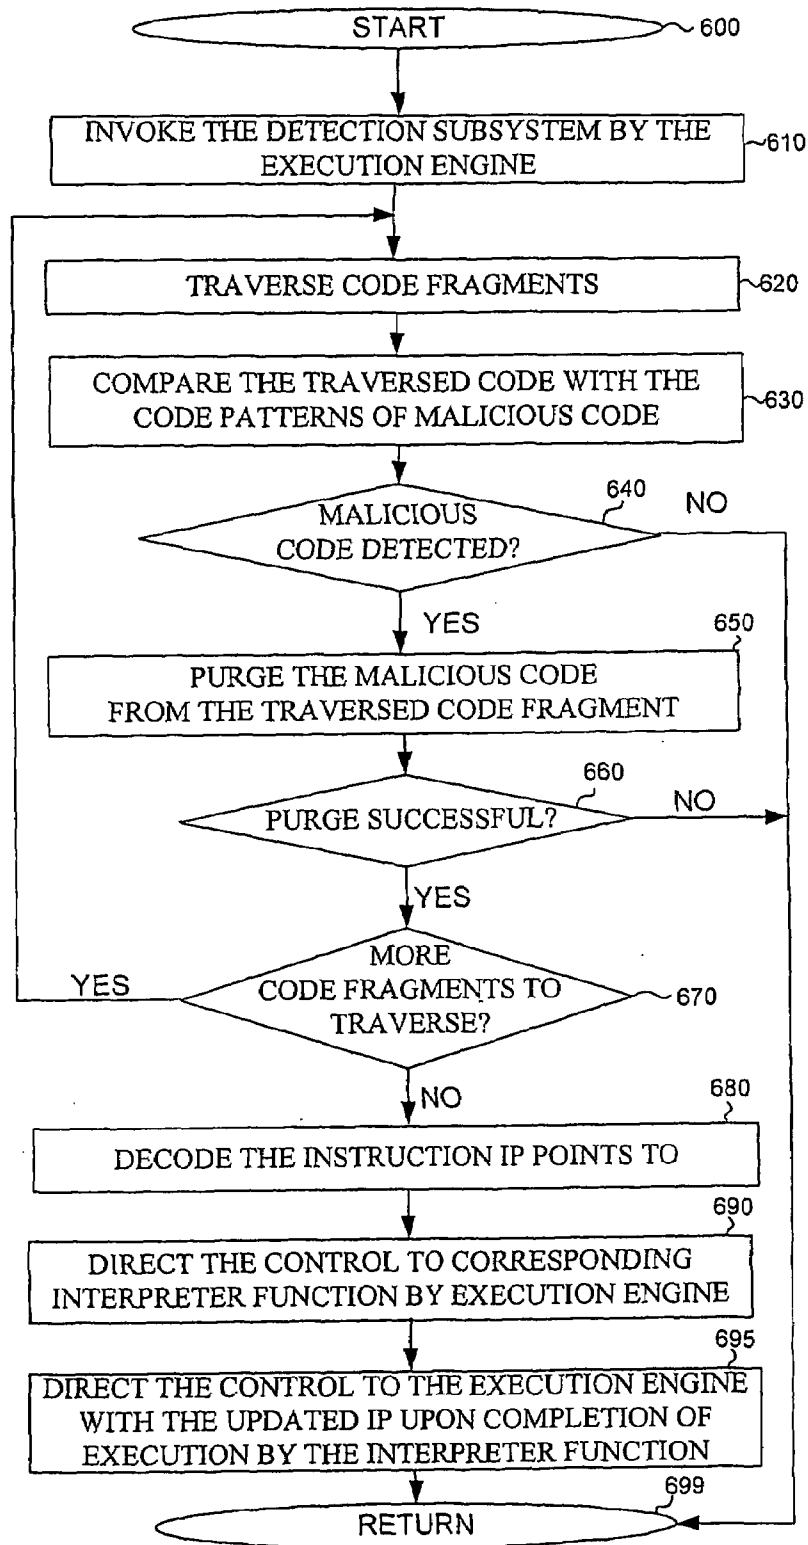 START
600
INVOKE THE DETECTION SUBSYSTEM BY THE
EXECUTION ENGINE
610
TRAVERSE CODE FRAGMENTS
620
COMPARE THE TRAVERSED CODE WITH THE
CODE PATTERNS OF MALICIOUS CODE
630
640
NO
MALICIOUS
CODE DETECTED?
YES
650
PURGE THE MALICIOUS CODE
FROM THE TRAVERSED CODE FRAGMENT
660
PURGE SUCCESSFUL?
NO
YES
MORE
CODE FRAGMENTS TO
TRAVERSE?
YES
670
NO
680
DECODE THE INSTRUCTION IP POINTS TO
690
DIRECT THE CONTROL TO CORRESPONDING
INTERPRETER FUNCTION BY EXECUTION ENGINE
695
DIRECT THE CONTROL TO THE EXECUTION ENGINE
WITH THE UPDATED IP UPON COMPLETION OF
EXECUTION BY THE INTERPRETER FUNCTION
699
RETURN